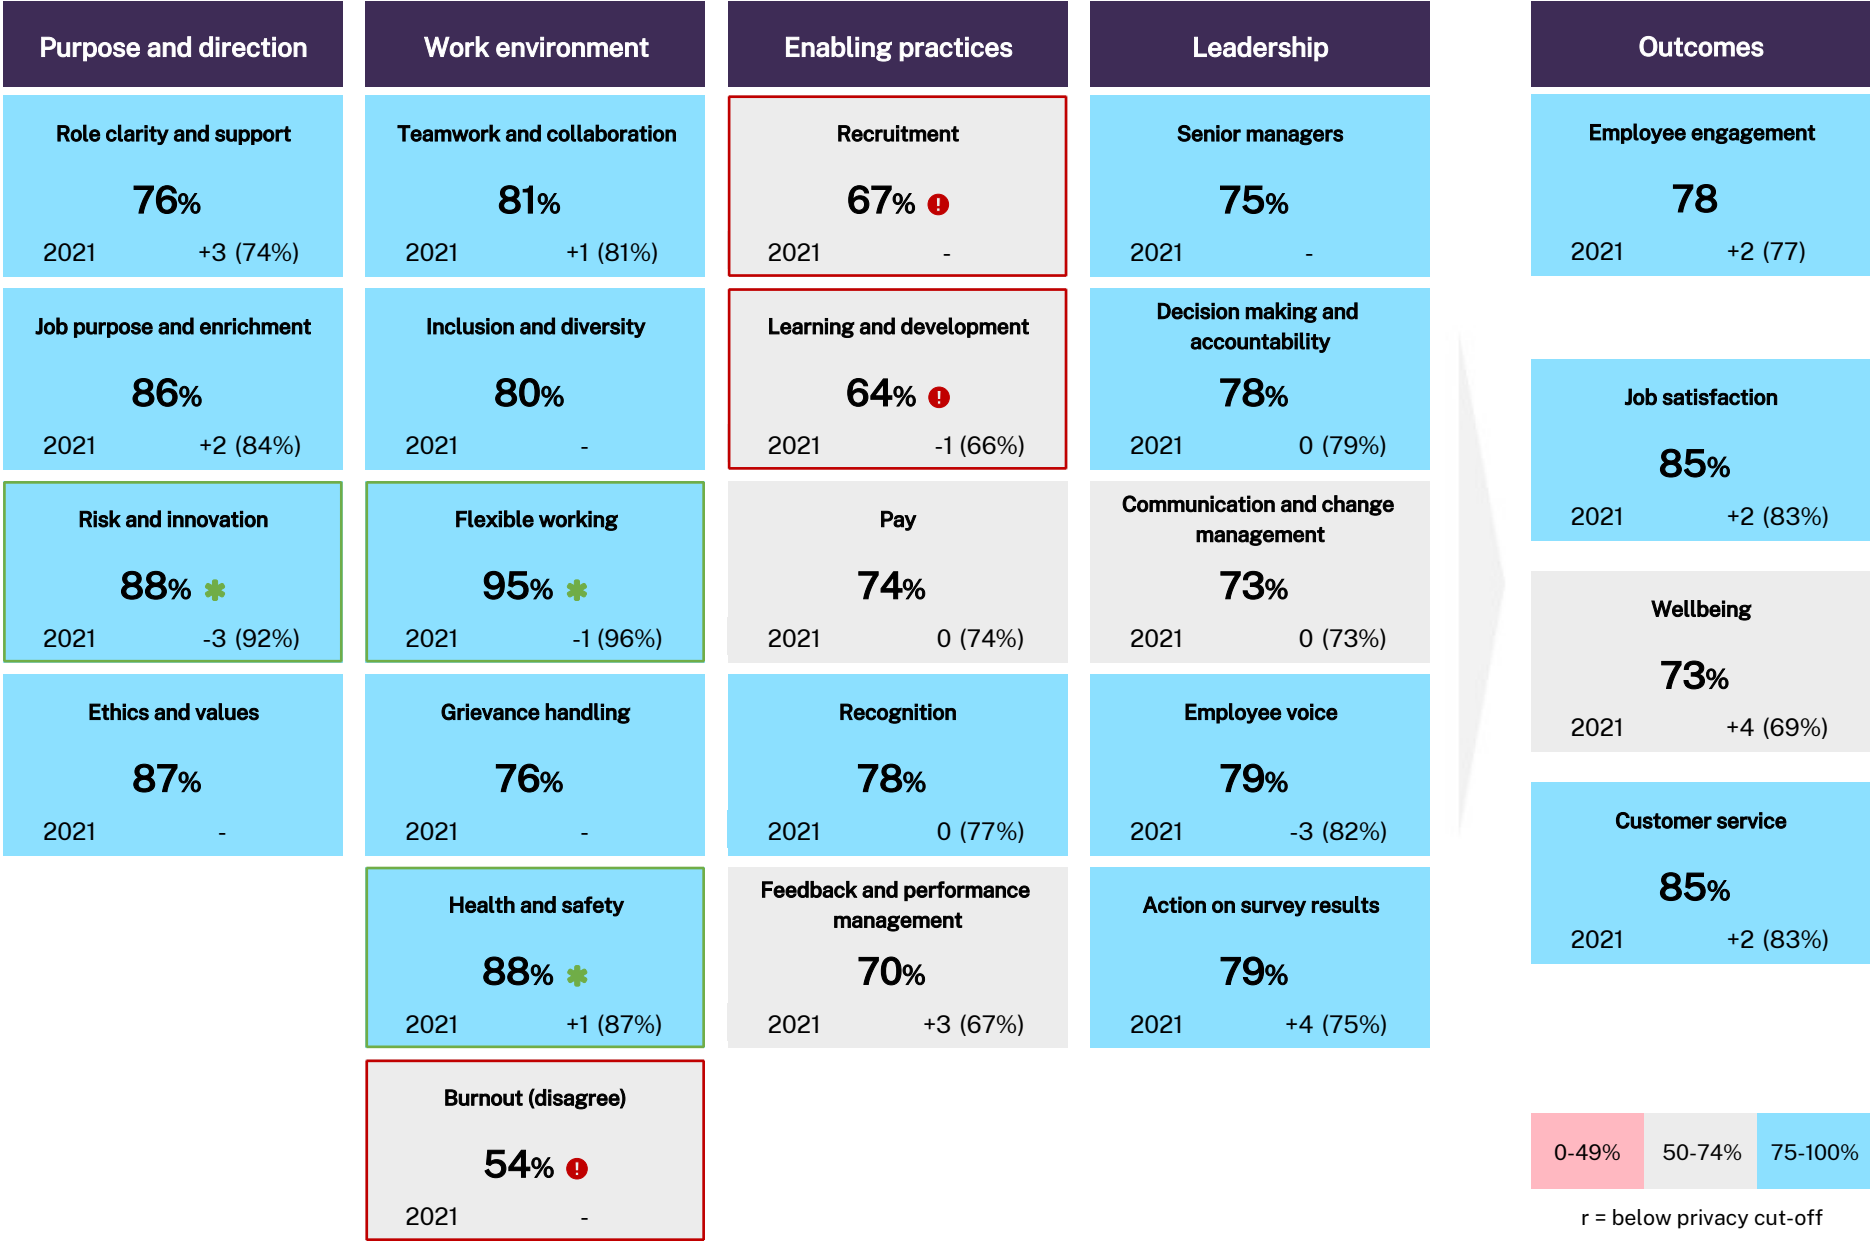 Purpose and direction
Role clarity and support
76%
2021 +3 (74%)
Job purpose and enrichment
86%
2021 +2 (84%)
Risk and innovation
88%
2021 -3 (92%)
Ethics and values
87%
2021 -
Work environment
Teamwork and collaboration
81%
2021 +1 (81%)
Inclusion and diversity
80%
2021 -
Flexible working
95%
2021 -1 (96%)
Grievance handling
76%
2021 -
Health and safety
88%
2021 +1 (87%)
Burnout (disagree)
54% !
2021 -
Enabling practices
Recruitment
67% !
2021 -
Learning and development
64% !
2021 -1 (66%)
Pay
74%
2021 0 (74%)
Recognition
78%
2021 0 (77%)
Feedback and performance
management
70%
2021 +3 (67%)
Leadership
Senior managers
75%
2021 -
Decision making and
accountability
78%
2021 0 (79%)
Communication and change
management
73%
2021 0 (73%)
Employee voice
79%
2021 -3 (82%)
Action on survey results
79%
2021 +4 (75%)
Outcomes
Employee engagement
78
2021 +2 (77)
Job satisfaction
85%
2021 +2 (83%)
Wellbeing
73%
2021 +4 (69%)
Customer service
85%
2021 +2 (83%)
0-49% 50-74% 75-100%
r = below privacy cut-off